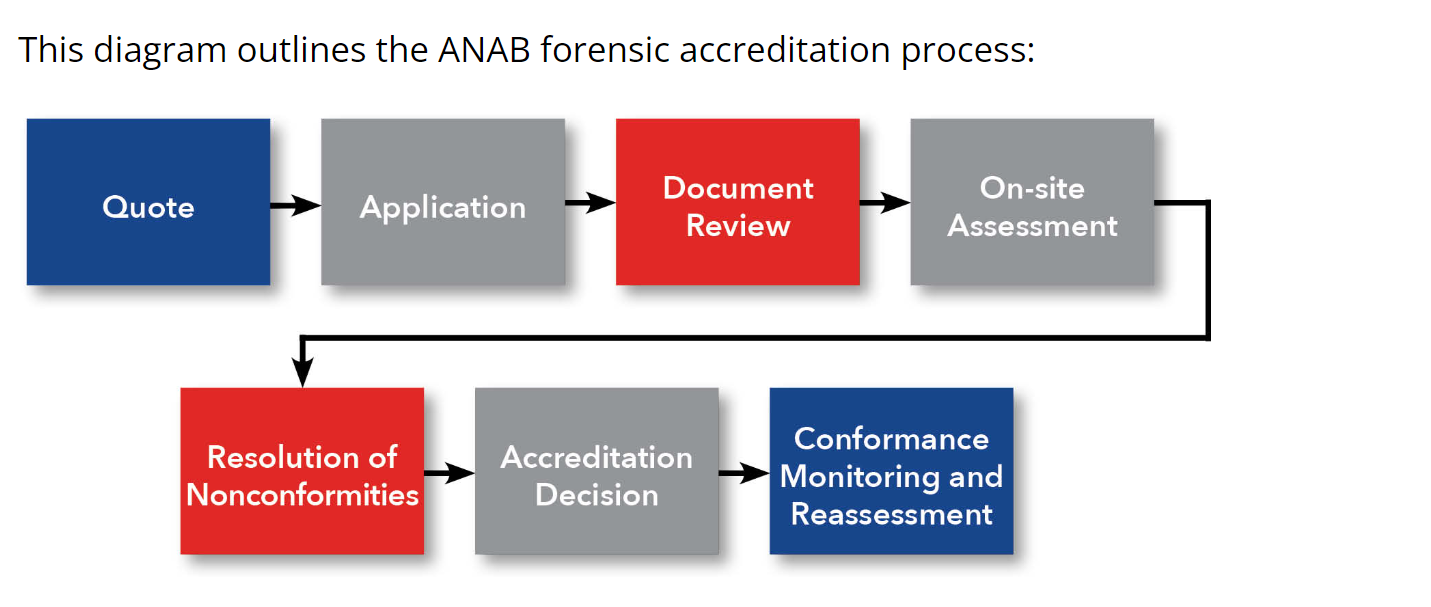 This diagram outlines the ANAB forensic accreditation process:
Quote
Application
Document
Review
On-site
Assessment
Resolution of
Nonconformities
Accreditation
Decision
Conformance
Monitoring and
Reassessment